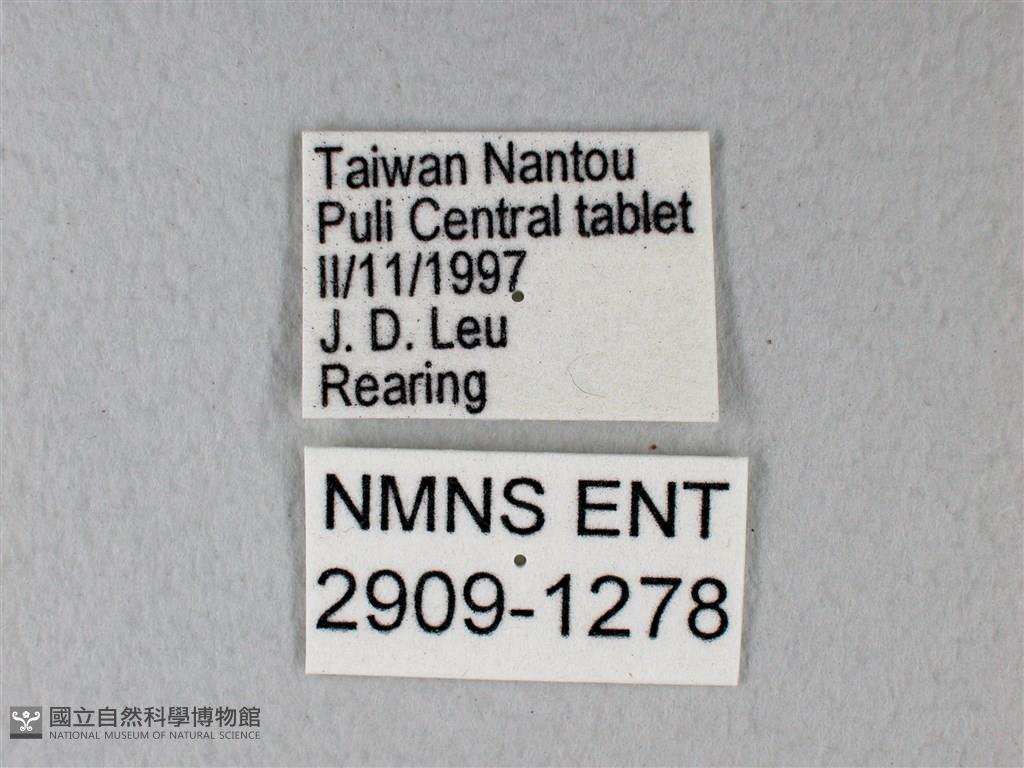 Taiwan Nantou
Puli Central tablet
II/11/1997
J. D. Leu
Rearing
NMNS ENT
2909-1278
國立自然科學博物館
NATIONAL MUSEUM OF NATURAL SCIENCE